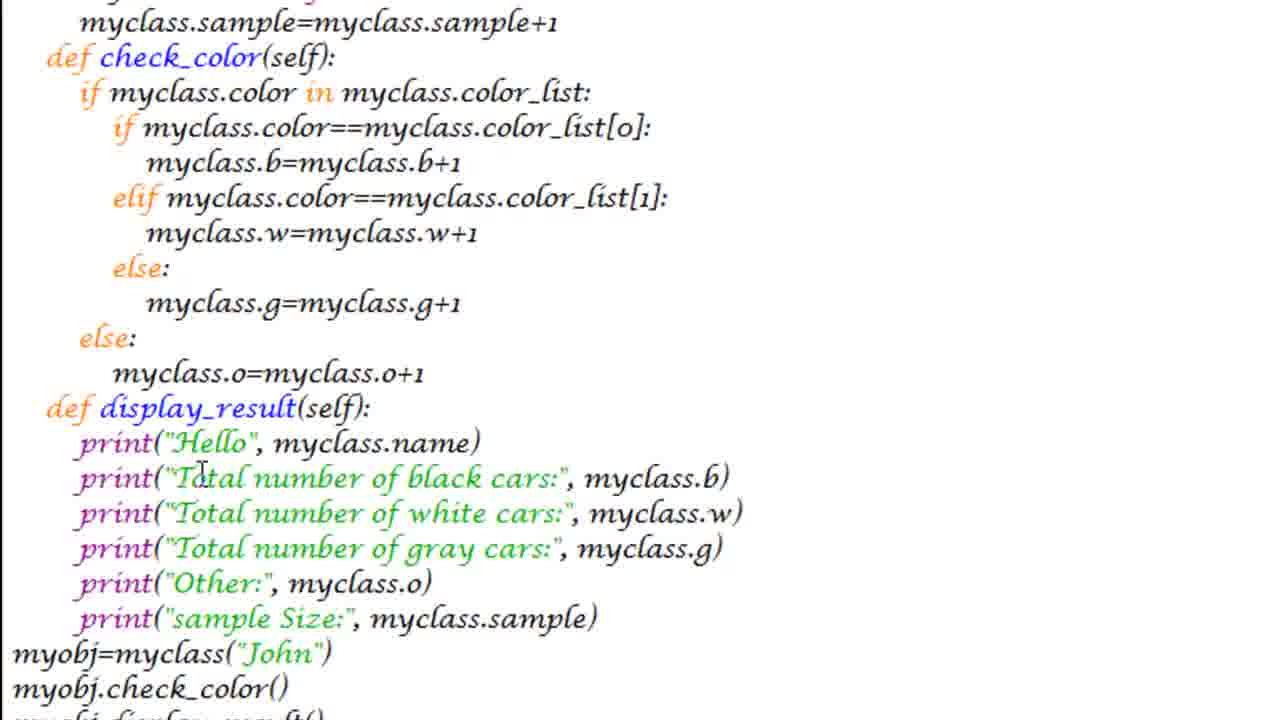 myclass.sample=myclass.sample+1
def check_color(self):
if myclass.color in myclass.color_list:
if myclass.color==myclass.color_list[0]:
myclass.b=myclass.b+1
elif myclass.color==myclass.color_list[1]:
myclass.w=myclass.w+1
else:
myclass.g=myclass.g+1
else:
myclass.o=myclass.o+1
def display_result(self):
print("Hello", myclass.name)
print("Total number of black cars:", myclass.b)
print("Total number of white cars:", myclass.w)
print("Total number of gray cars:", myclass.g)
print("Other:", myclass.o)
print("sample Size:", myclass.sample)
myobj=myclass("John")
myobj.check_color()
myobj.display_result()